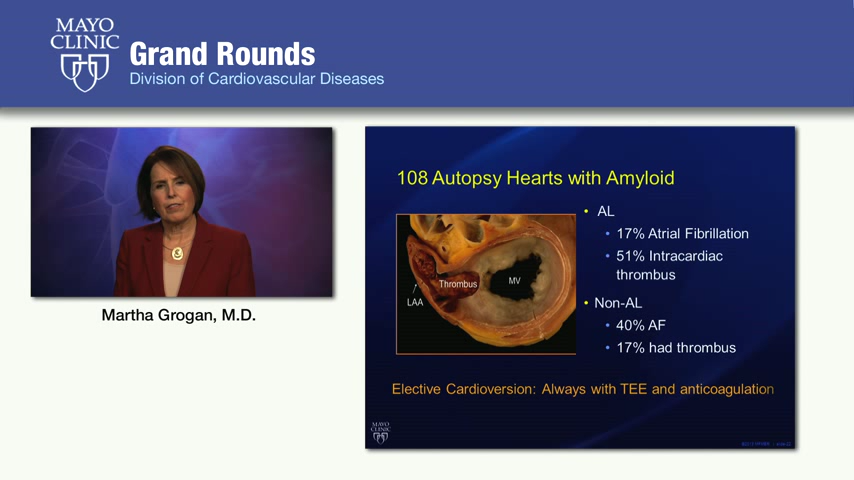 MAYO
CLINIC
Grand Rounds
Division of Cardiovascular Diseases
Martha Grogan, M.D.
108 Autopsy Hearts with Amyloid
LAA
Thrombus
MV
• AL
• 17% Atrial Fibrillation
• 51% Intracardiac
thrombus
• Non-AL
• 40% AF
• 17% had thrombus
Elective Cardioversion: Always with TEE and anticoagulation
MAYO
CLINIC